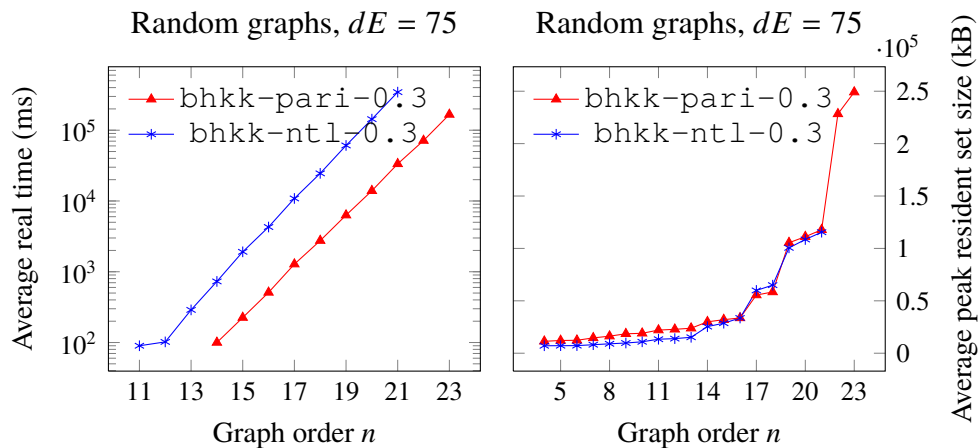 Random graphs, dE = 75
Average real time (ms)
10^5
10^4
10^3
10^2
bhkk-pari-0.3
bhkk-ntl-0.3
11 13 15 17 19 21 23
Graph order n
Random graphs, dE = 75
·10^5
Average peak resident set size (kB)
2.5
2
1.5
1
0.5
0
bhkk-pari-0.3
bhkk-ntl-0.3
5 8 11 14 17 20 23
Graph order n